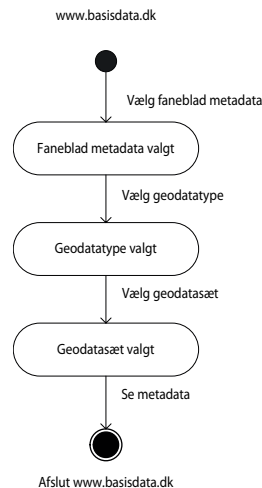 www.basisdata.dk
Vælg faneblad metadata
Faneblad metadata valgt
Vælg geodatatype
Geodatatype valgt
Vælg geodatasæt
Geodatasæt valgt
Se metadata
Afslut www.basisdata.dk